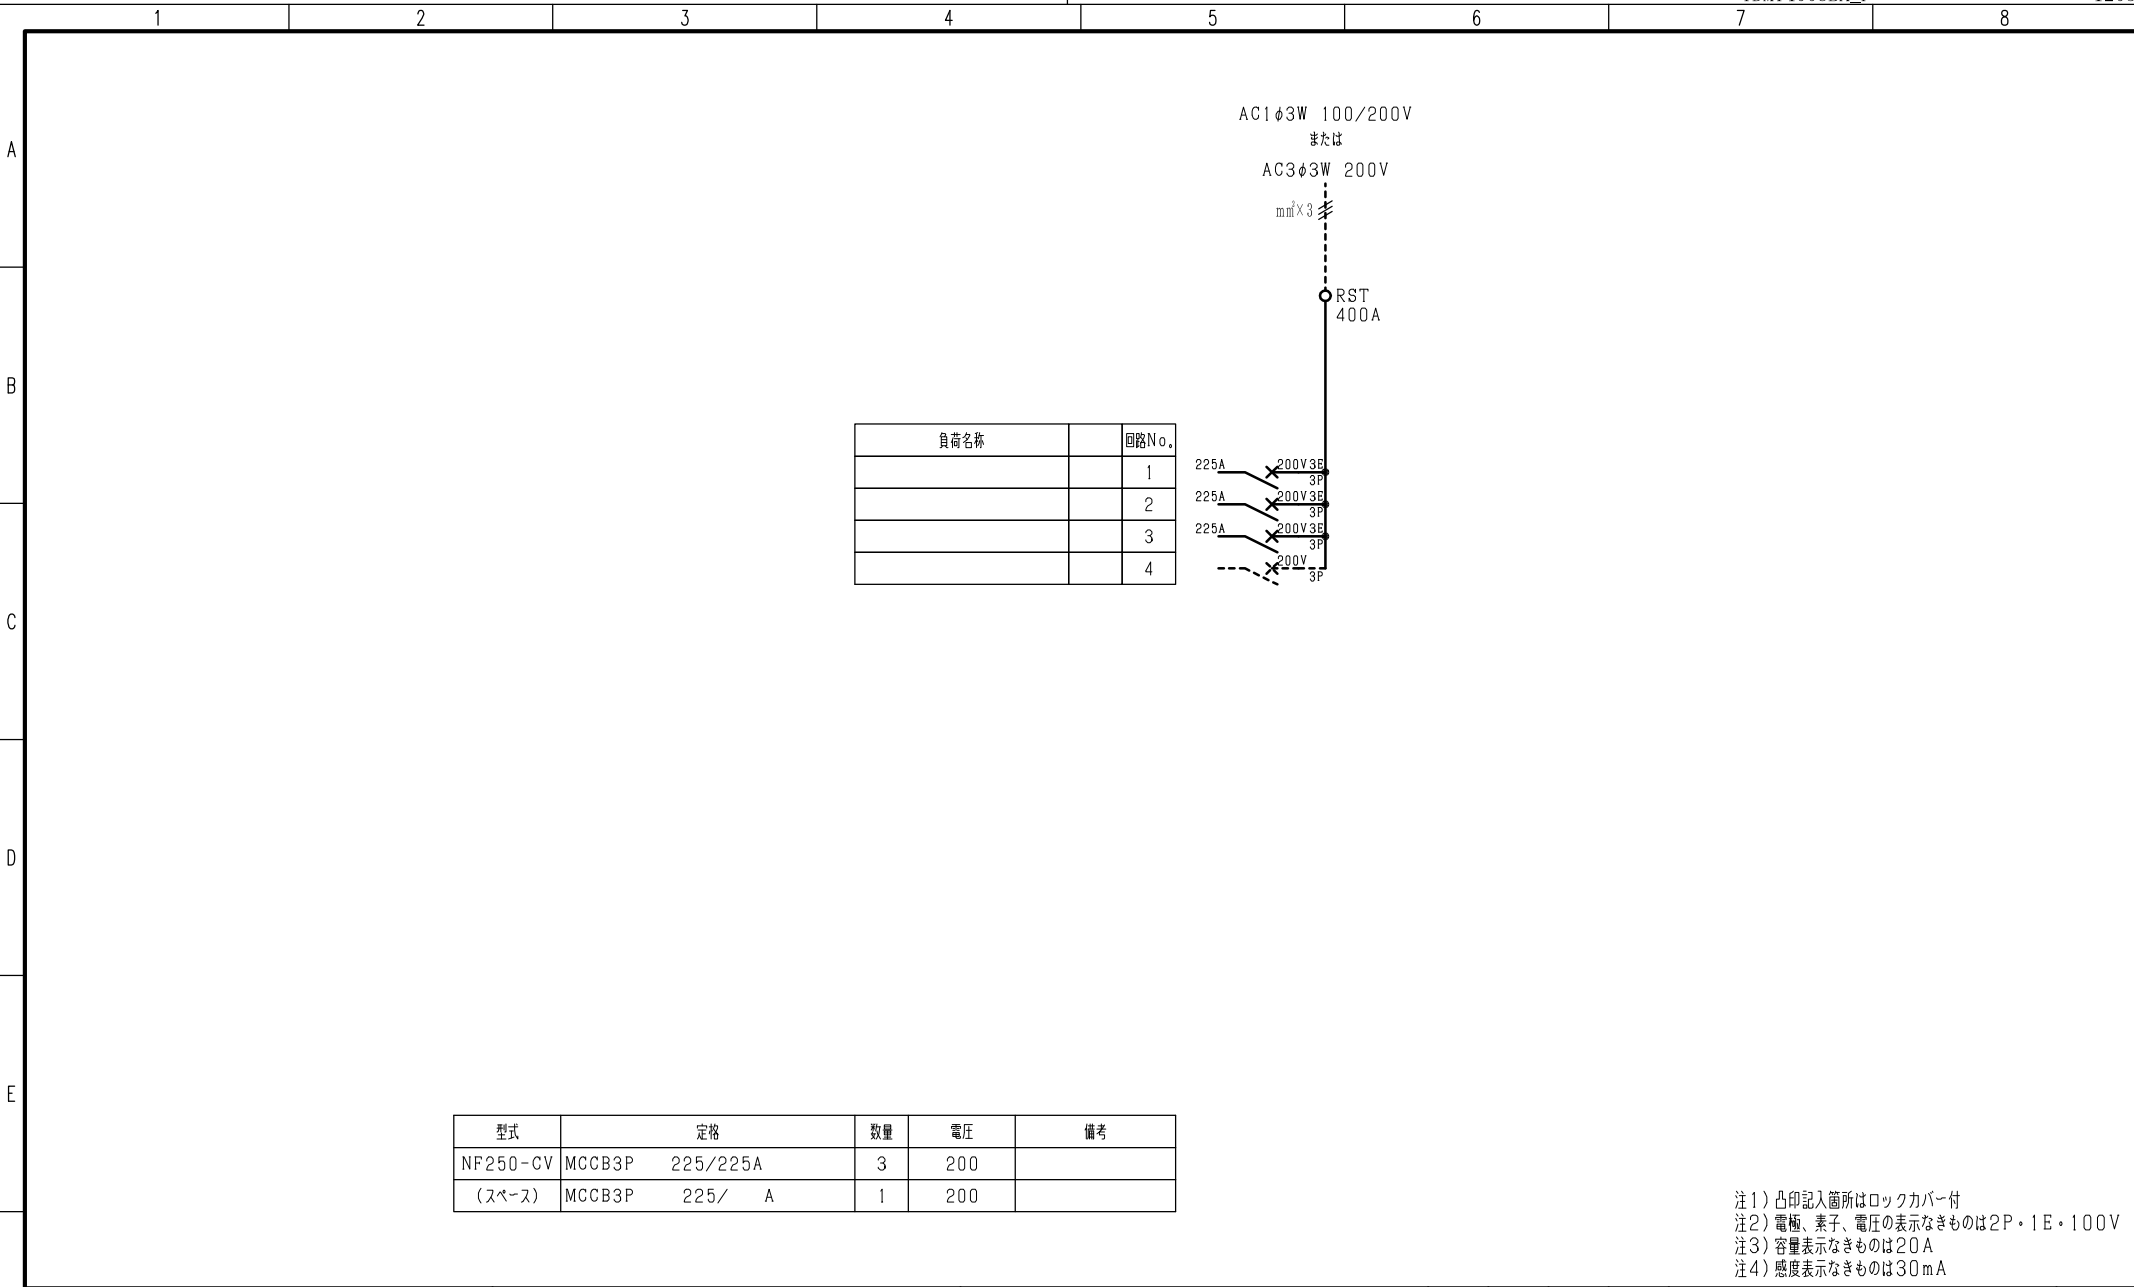 1 2 3 4 5 6 7 8
A
B
C
D
E
AC1φ3W 100/200V
または
AC3φ3W 200V
mm²×3
RST
400A
負荷名称 回路No.
1
2
3
4
225A 200V 3E
3P
225A 200V 3E
3P
225A 200V 3E
3P
200V
3P
型式 定格 数量 電圧 備考
NF250-CV MCCB3P 225/225A 3 200
(スペース) MCCB3P 225/ A 1 200
注1) 凸印記入箇所はロックカバー付
注2) 電極、素子、電圧の表示なきものは2P・1E・100V
注3) 容量表示なきものは20A
注4) 感度表示なきものは30mA